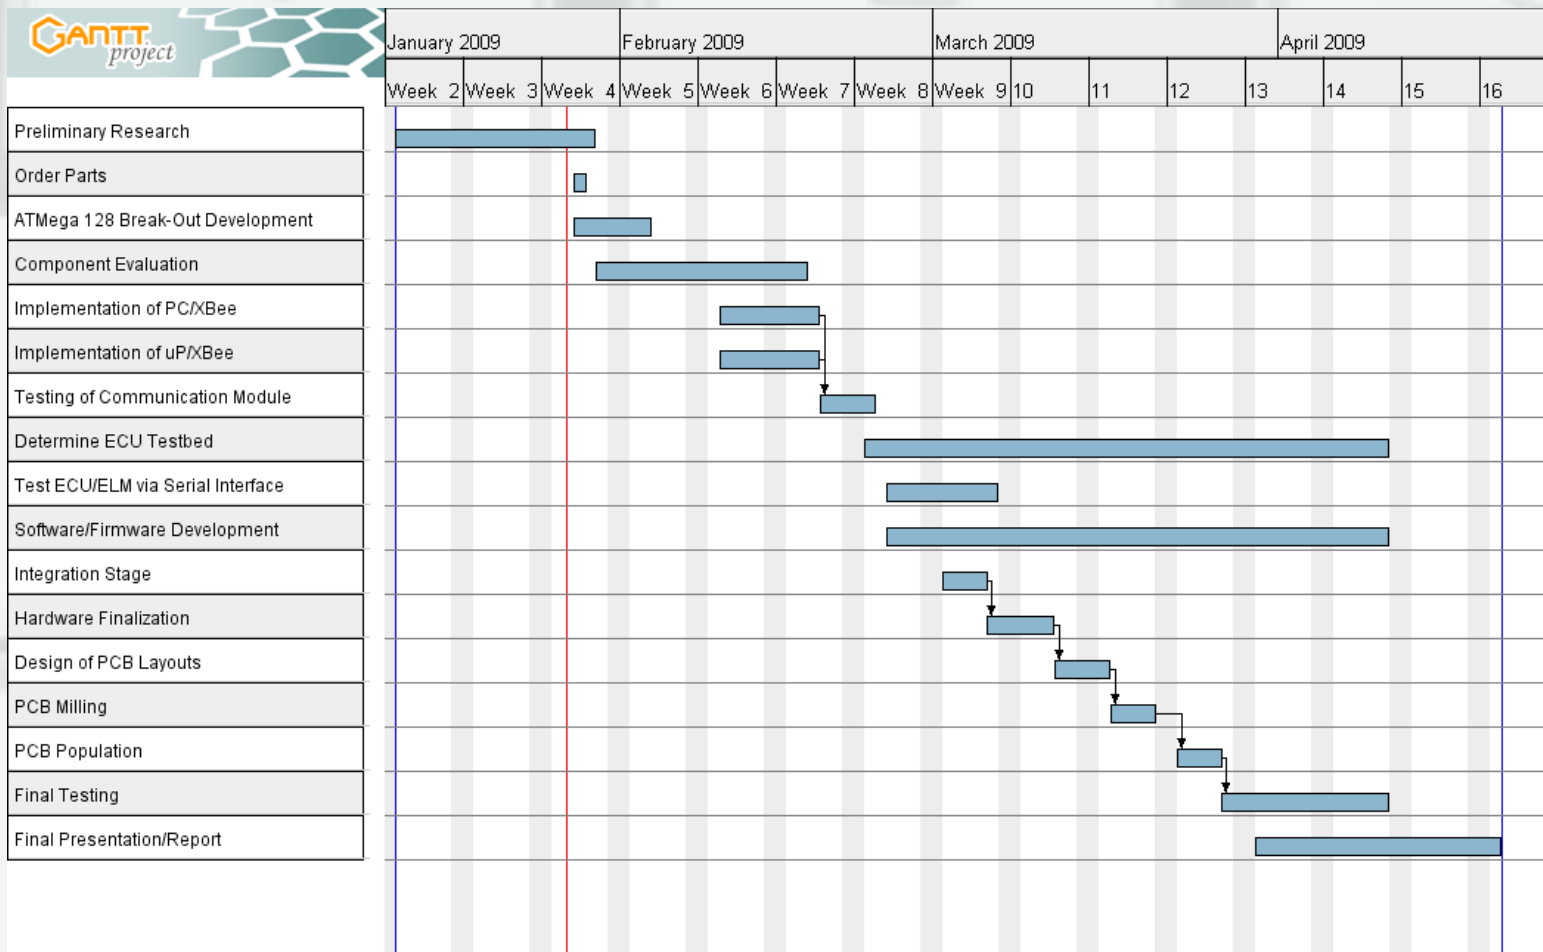 GANTT
project
January 2009 February 2009 March 2009 April 2009
Week 2 Week 3 Week 4 Week 5 Week 6 Week 7 Week 8 Week 9 10 11 12 13 14 15 16
Preliminary Research
Order Parts
ATMega 128 Break-Out Development
Component Evaluation
Implementation of PC/XBee
Implementation of uP/XBee
Testing of Communication Module
Determine ECU Testbed
Test ECU/ELM via Serial Interface
Software/Firmware Development
Integration Stage
Hardware Finalization
Design of PCB Layouts
PCB Milling
PCB Population
Final Testing
Final Presentation/Report